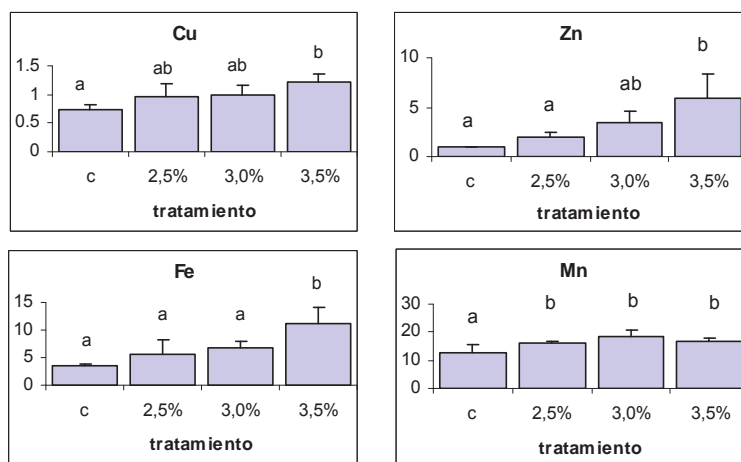 Cu
1.5
1
0.5
0
a
ab
ab
b
c 2,5% 3,0% 3,5%
tratamiento
Zn
10
5
0
a
a
ab
b
c 2,5% 3,0% 3,5%
tratamiento
Fe
15
10
5
0
a
a
a
b
c 2,5% 3,0% 3,5%
tratamiento
Mn
30
20
10
0
a
b
b
b
c 2,5% 3,0% 3,5%
tratamiento